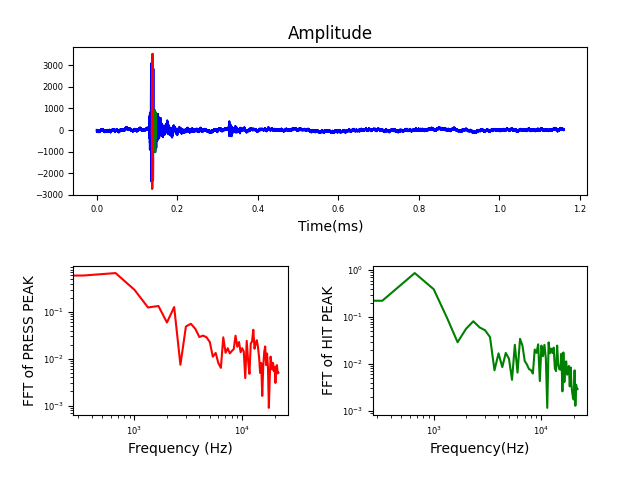 Amplitude
3000
2000
1000
0
−1000
−2000
−3000
0.0 0.2 0.4 0.6 0.8 1.0 1.2
Time(ms)
FFT of PRESS PEAK
10⁻¹
10⁻²
10⁻³
10³ 10⁴
Frequency (Hz)
FFT of HIT PEAK
10⁰
10⁻¹
10⁻²
10⁻³
10³ 10⁴
Frequency(Hz)